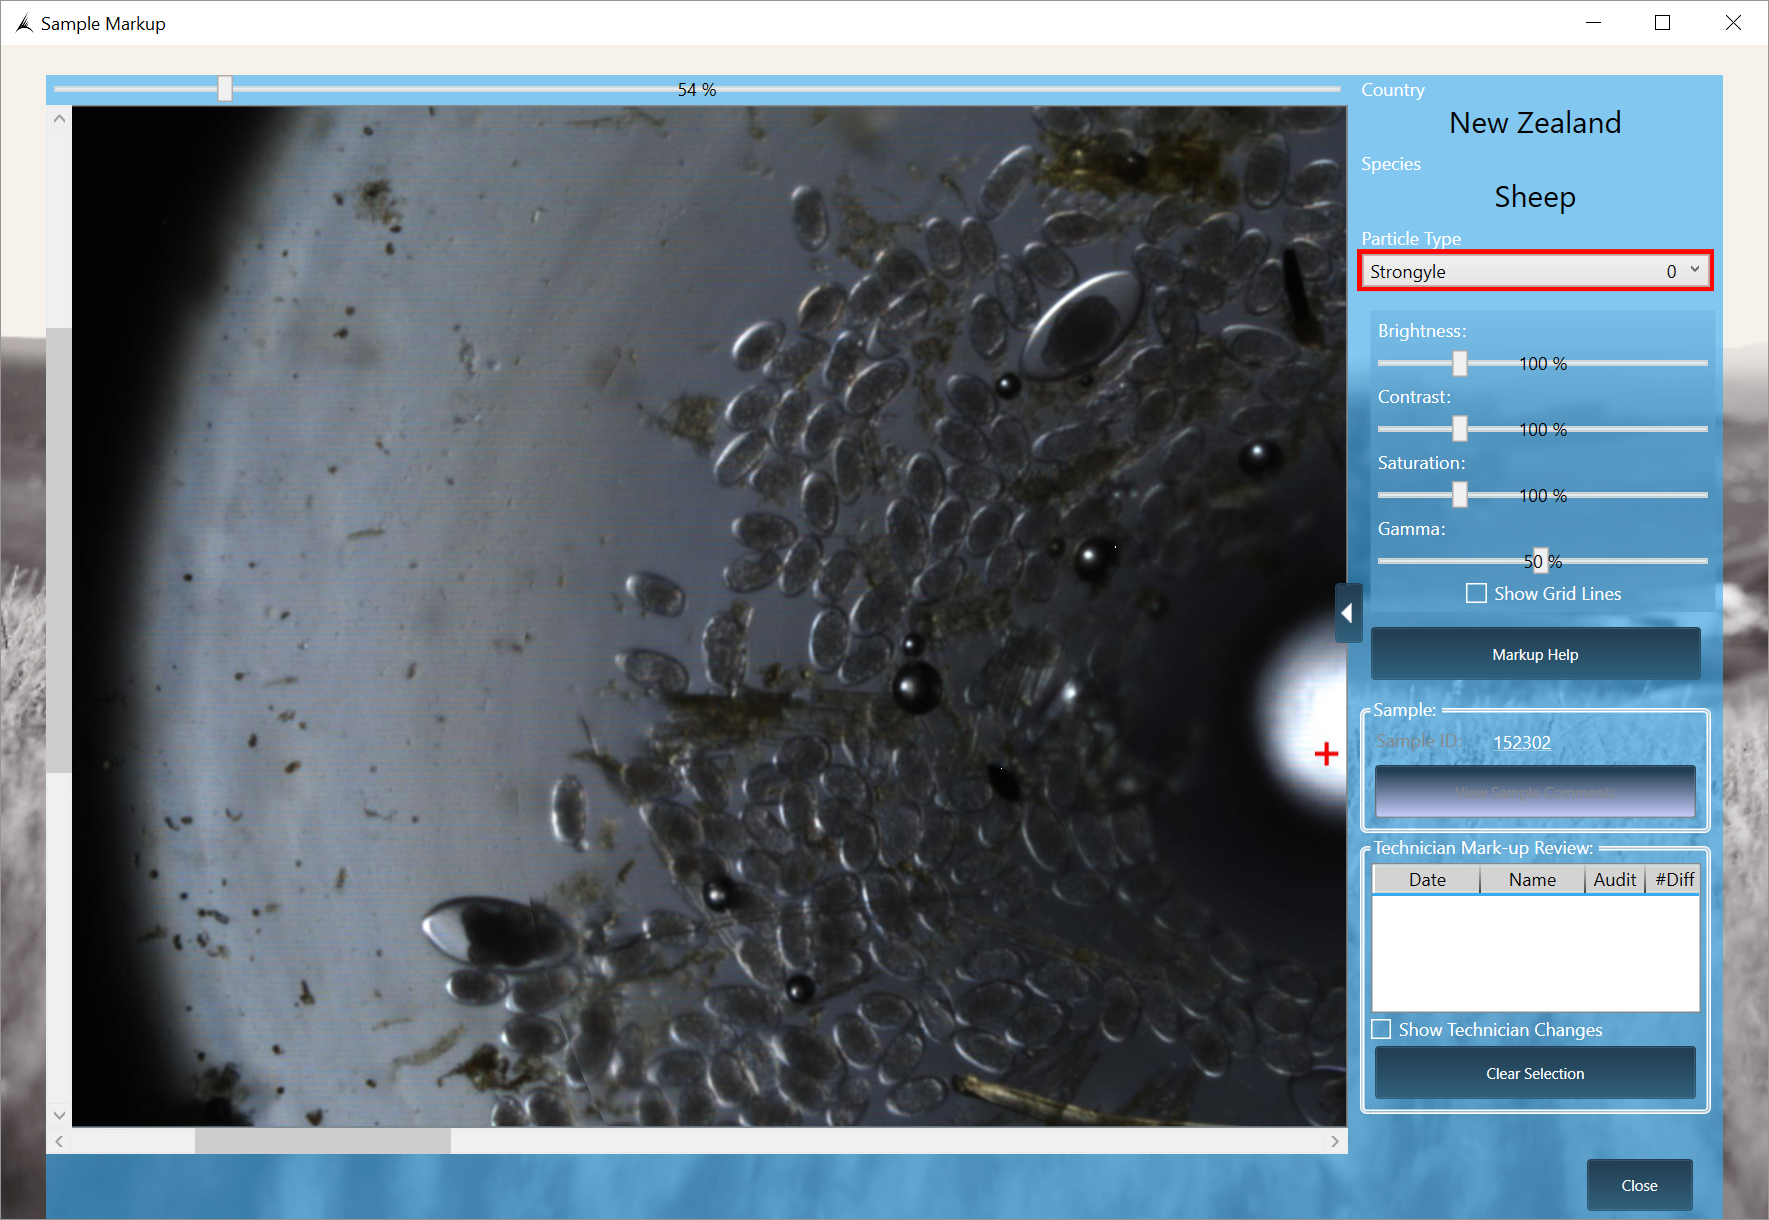 Sample Markup
54 %
Country
New Zealand
Species
Sheep
Particle Type
Strongyle 0
Brightness:
100 %
Contrast:
100 %
Saturation:
100 %
Gamma:
50 %
Show Grid Lines
Markup Help
Sample:
Sample ID: 152302
View Sample Comments
Technician Mark-up Review:
Date Name Audit #Diff
Show Technician Changes
Clear Selection
Close